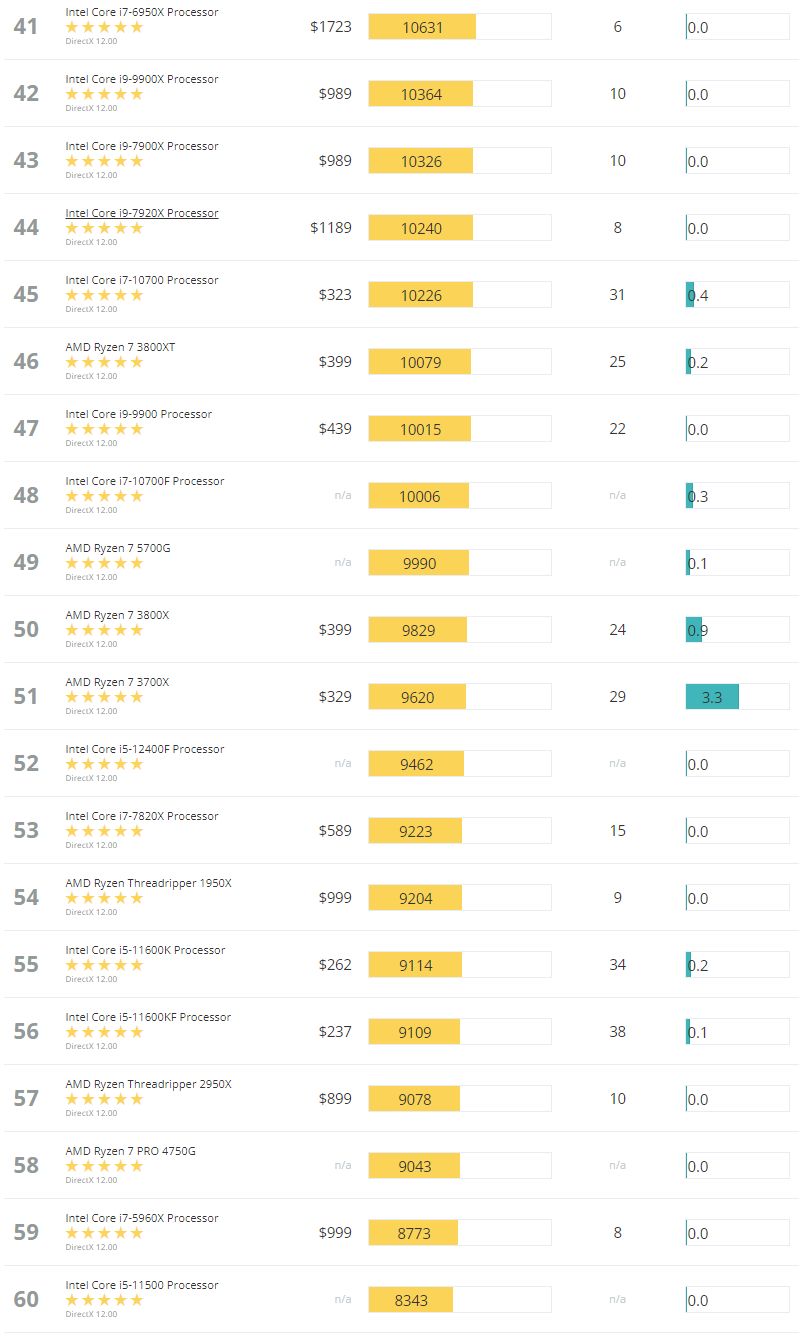 41 Intel Core i7-6950X Processor $1723 10631 6 0.0
DirectX 12.00
42 Intel Core i9-9900X Processor $989 10364 10 0.0
DirectX 12.00
43 Intel Core i9-7900X Processor $989 10326 10 0.0
DirectX 12.00
44 Intel Core i9-7920X Processor $1189 10240 8 0.0
DirectX 12.00
45 Intel Core i7-10700 Processor $323 10226 31 0.4
DirectX 12.00
46 AMD Ryzen 7 3800XT $399 10079 25 0.2
DirectX 12.00
47 Intel Core i9-9900 Processor $439 10015 22 0.0
DirectX 12.00
48 Intel Core i7-10700F Processor n/a 10006 n/a 0.3
DirectX 12.00
49 AMD Ryzen 7 5700G n/a 9990 n/a 0.1
DirectX 12.00
50 AMD Ryzen 7 3800X $399 9829 24 0.9
DirectX 12.00
51 AMD Ryzen 7 3700X $329 9620 29 3.3
DirectX 12.00
52 Intel Core i5-12400F Processor n/a 9462 n/a 0.0
DirectX 12.00
53 Intel Core i7-7820X Processor $589 9223 15 0.0
DirectX 12.00
54 AMD Ryzen Threadripper 1950X $999 9204 9 0.0
DirectX 12.00
55 Intel Core i5-11600K Processor $262 9114 34 0.2
DirectX 12.00
56 Intel Core i5-11600KF Processor $237 9109 38 0.1
DirectX 12.00
57 AMD Ryzen Threadripper 2950X $899 9078 10 0.0
DirectX 12.00
58 AMD Ryzen 7 PRO 4750G n/a 9043 n/a 0.0
DirectX 12.00
59 Intel Core i7-5960X Processor $999 8773 8 0.0
DirectX 12.00
60 Intel Core i5-11500 Processor n/a 8343 n/a 0.0
DirectX 12.00